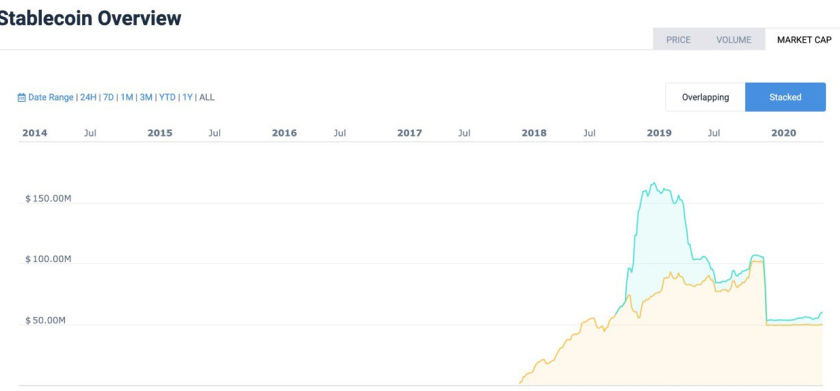 Stablecoin Overview
PRICE VOLUME MARKET CAP
Date Range | 24H | 7D | 1M | 3M | YTD | 1Y | ALL
Overlapping Stacked
2014 Jul 2015 Jul 2016 Jul 2017 Jul 2018 Jul 2019 Jul 2020
$150.00M
$100.00M
$50.00M